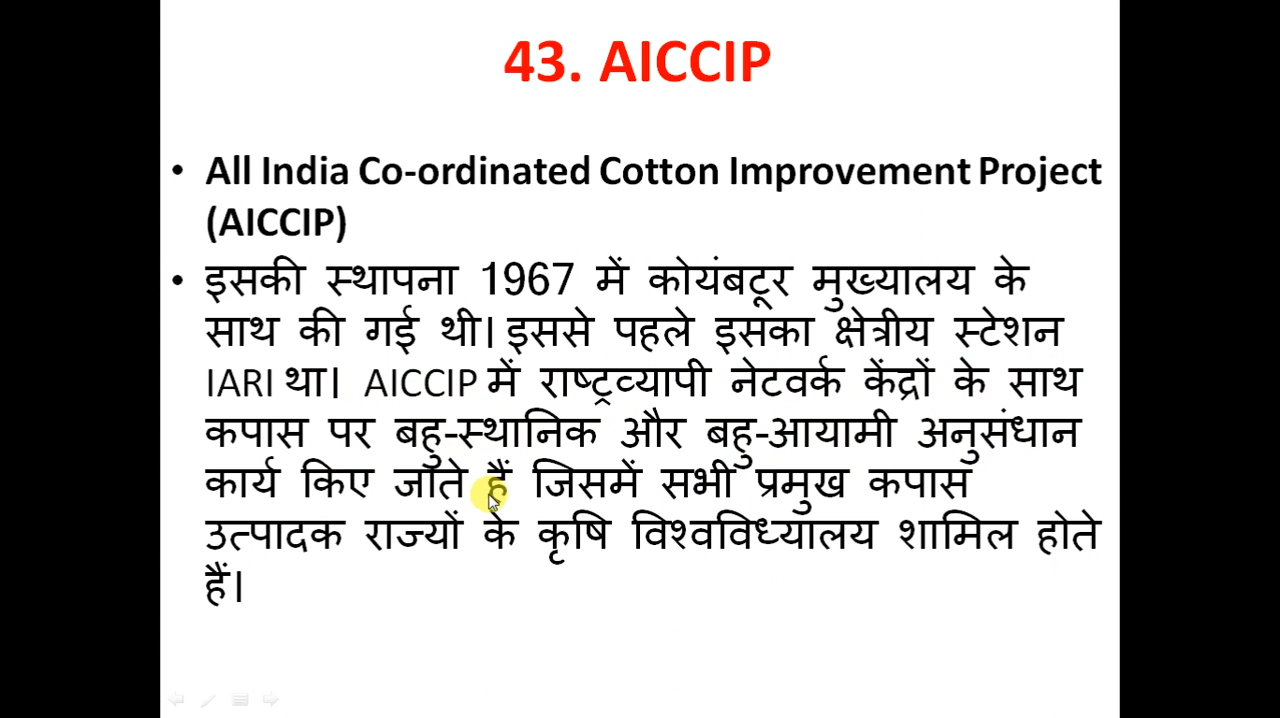 43. AICCIP
• All India Co-ordinated Cotton Improvement Project
(AICCIP)
• इसकी स्थापना 1967 में कोयंबटूर मुख्यालय के
साथ की गई थी। इससे पहले इसका क्षेत्रीय स्टेशन
IARI था। AICCIP में राष्ट्रव्यापी नेटवर्क केंद्रों के साथ
कपास पर बहु-स्थानिक और बहु-आयामी अनुसंधान
कार्य किए जाते हैं जिसमें सभी प्रमुख कपास
उत्पादक राज्यों के कृषि विश्वविध्यालय शामिल होते
हैं।